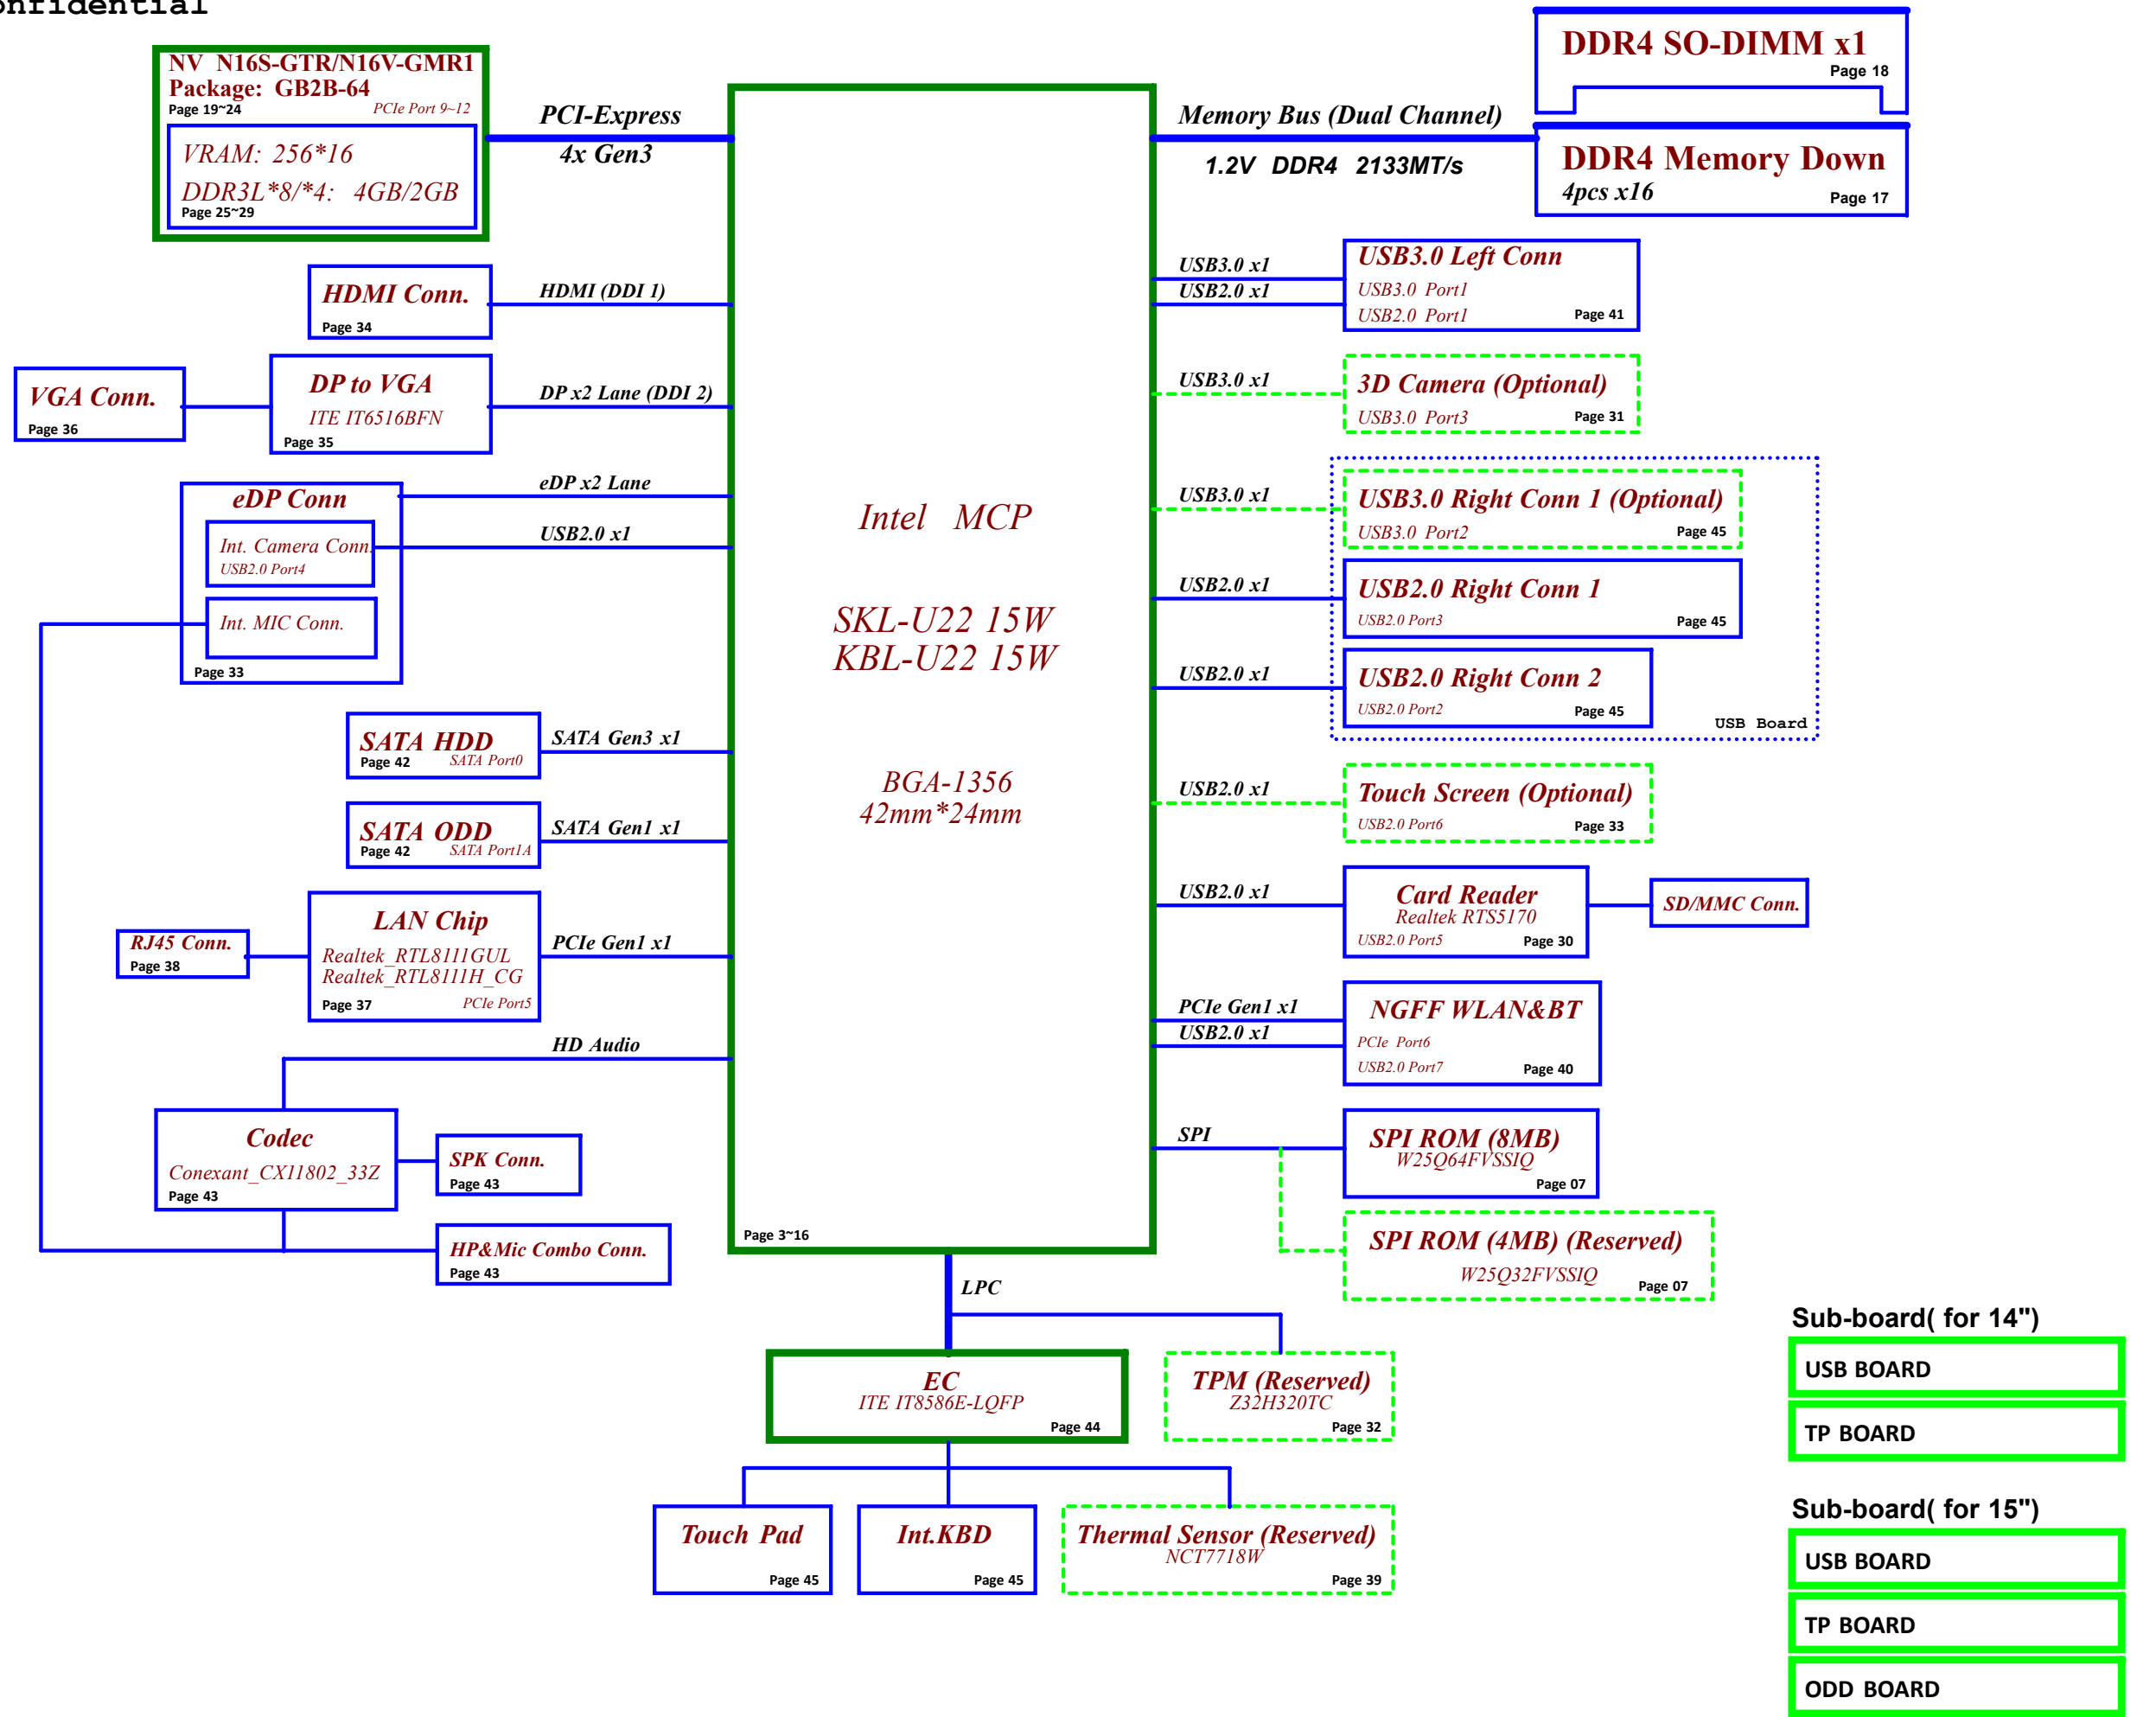 onfidential
NV N16S-GTR/N16V-GMR1
Package: GB2B-64
Page 19~24
PCIe Port 9~12
VRAM: 256*16
DDR3L*8/*4: 4GB/2GB
Page 25~29
PCI-Express
4x Gen3
HDMI Conn.
Page 34
HDMI (DDI 1)
VGA Conn.
Page 36
DP to VGA
ITE IT6516BFN
Page 35
DP x2 Lane (DDI 2)
eDP Conn
Int. Camera Conn.
USB2.0 Port4
Int. MIC Conn.
Page 33
eDP x2 Lane
USB2.0 x1
SATA HDD
Page 42
SATA Port0
SATA Gen3 x1
SATA ODD
Page 42
SATA Port1A
SATA Gen1 x1
RJ45 Conn.
Page 38
LAN Chip
Realtek_RTL8111GUL
Realtek_RTL8111H_CG
Page 37
PCIe Port5
PCIe Gen1 x1
HD Audio
Codec
Conexant_CX11802_33Z
Page 43
SPK Conn.
Page 43
HP&Mic Combo Conn.
Page 43
Intel MCP
SKL-U22 15W
KBL-U22 15W
BGA-1356
42mm*24mm
Page 3~16
Memory Bus (Dual Channel)
1.2V DDR4 2133MT/s
DDR4 SO-DIMM x1
Page 18
DDR4 Memory Down
4pcs x16
Page 17
USB3.0 x1
USB2.0 x1
USB3.0 Left Conn
USB3.0 Port1
USB2.0 Port1
Page 41
USB3.0 x1
3D Camera (Optional)
USB3.0 Port3
Page 31
USB3.0 x1
USB3.0 Right Conn 1 (Optional)
USB3.0 Port2
Page 45
USB2.0 x1
USB2.0 Right Conn 1
USB2.0 Port3
Page 45
USB2.0 x1
USB2.0 Right Conn 2
USB2.0 Port2
Page 45
USB Board
USB2.0 x1
Touch Screen (Optional)
USB2.0 Port6
Page 33
USB2.0 x1
Card Reader
Realtek RTS5170
USB2.0 Port5
Page 30
SD/MMC Conn.
PCIe Gen1 x1
USB2.0 x1
NGFF WLAN&BT
PCIe Port6
USB2.0 Port7
Page 40
SPI
SPI ROM (8MB)
W25Q64FVSSIQ
Page 07
SPI ROM (4MB) (Reserved)
W25Q32FVSSIQ
Page 07
LPC
EC
ITE IT8586E-LQFP
Page 44
TPM (Reserved)
Z32H320TC
Page 32
Touch Pad
Page 45
Int.KBD
Page 45
Thermal Sensor (Reserved)
NCT7718W
Page 39
Sub-board( for 14")
USB BOARD
TP BOARD
Sub-board( for 15")
USB BOARD
TP BOARD
ODD BOARD